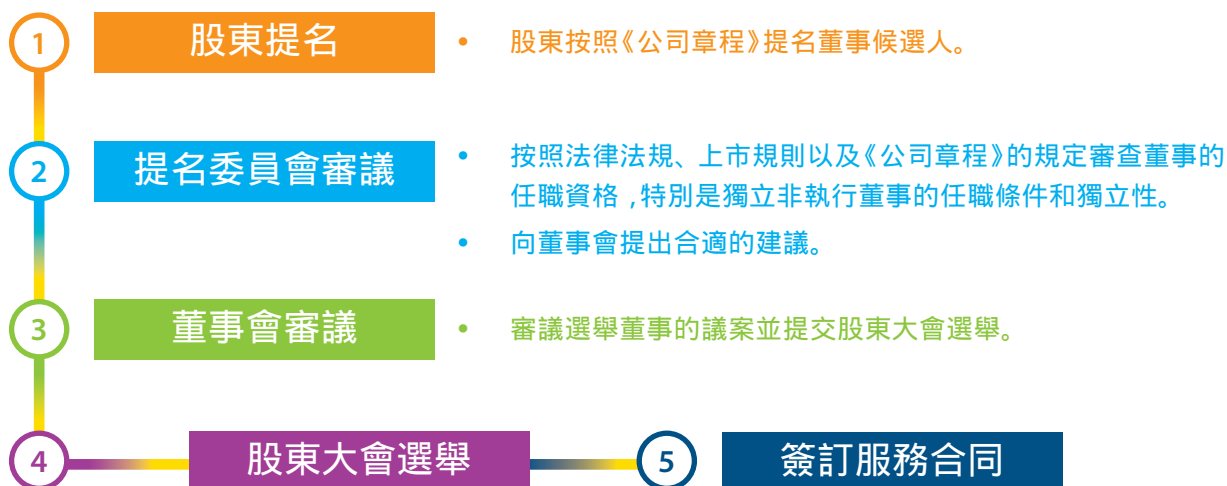 1 股東提名 • 股東按照《公司章程》提名董事候選人。
2 提名委員會審議 • 按照法律法規、上市規則以及《公司章程》的規定審查董事的
任職資格,特別是獨立非執行董事的任職條件和獨立性。
• 向董事會提出合適的建議。
3 董事會審議 • 審議選舉董事的議案並提交股東大會選舉。
4 股東大會選舉 5 簽訂服務合同